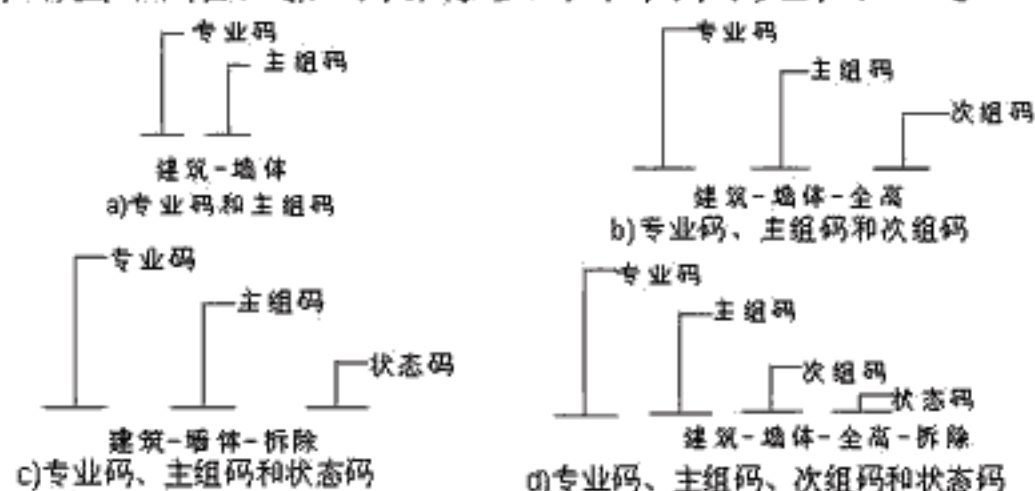 专业码
主组码
建筑-墙体
a)专业码和主组码
专业码
主组码
次组码
建筑-墙体-全高
b)专业码、主组码和次组码
专业码
主组码
状态码
建筑-墙体-拆除
c)专业码、主组码和状态码
专业码
主组码
次组码
状态码
建筑-墙体-全高-拆除
d)专业码、主组码、次组码和状态码